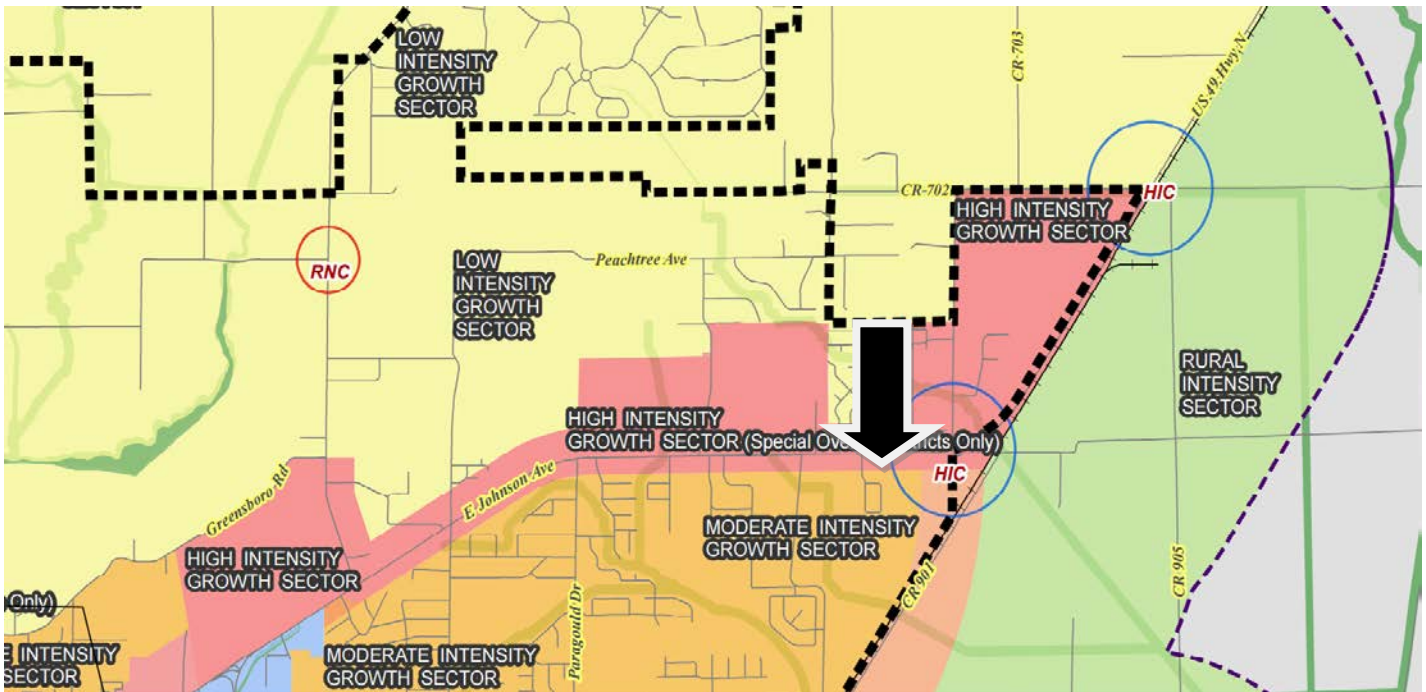 LOW
INTENSITY
GROWTH
SECTOR
CR-703
US 49 Hwy N
CR-702
HIC
HIGH INTENSITY
GROWTH SECTOR
RNC
LOW
INTENSITY
GROWTH
SECTOR
Peachtree Ave
RURAL
INTENSITY
SECTOR
HIGH INTENSITY
GROWTH SECTOR (Special Districts Only)
HIC
E Johnson Ave
Greensboro Rd
MODERATE INTENSITY
GROWTH SECTOR
HIGH INTENSITY
GROWTH SECTOR
CR-901
CR 905
Paragould Dr
Only)
INTENSITY
SECTOR
MODERATE INTENSITY
GROWTH SECTOR